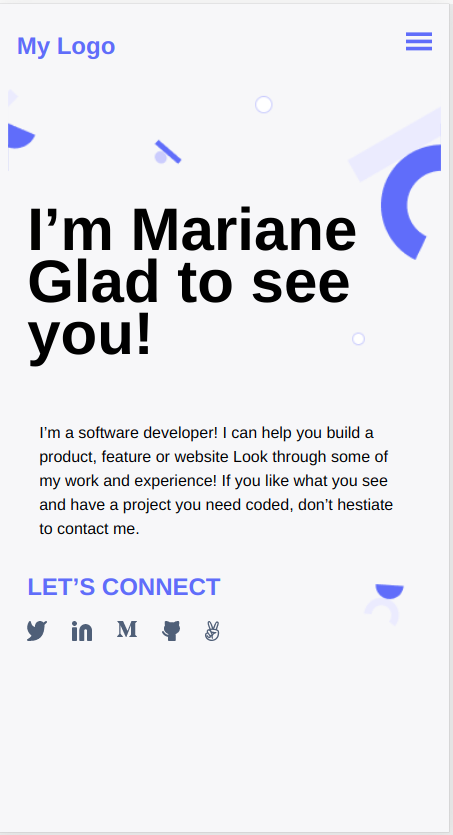 My Logo
I’m Mariane
Glad to see
you!
I’m a software developer! I can help you build a
product, feature or website Look through some of
my work and experience! If you like what you see
and have a project you need coded, don’t hestiate
to contact me.
LET’S CONNECT